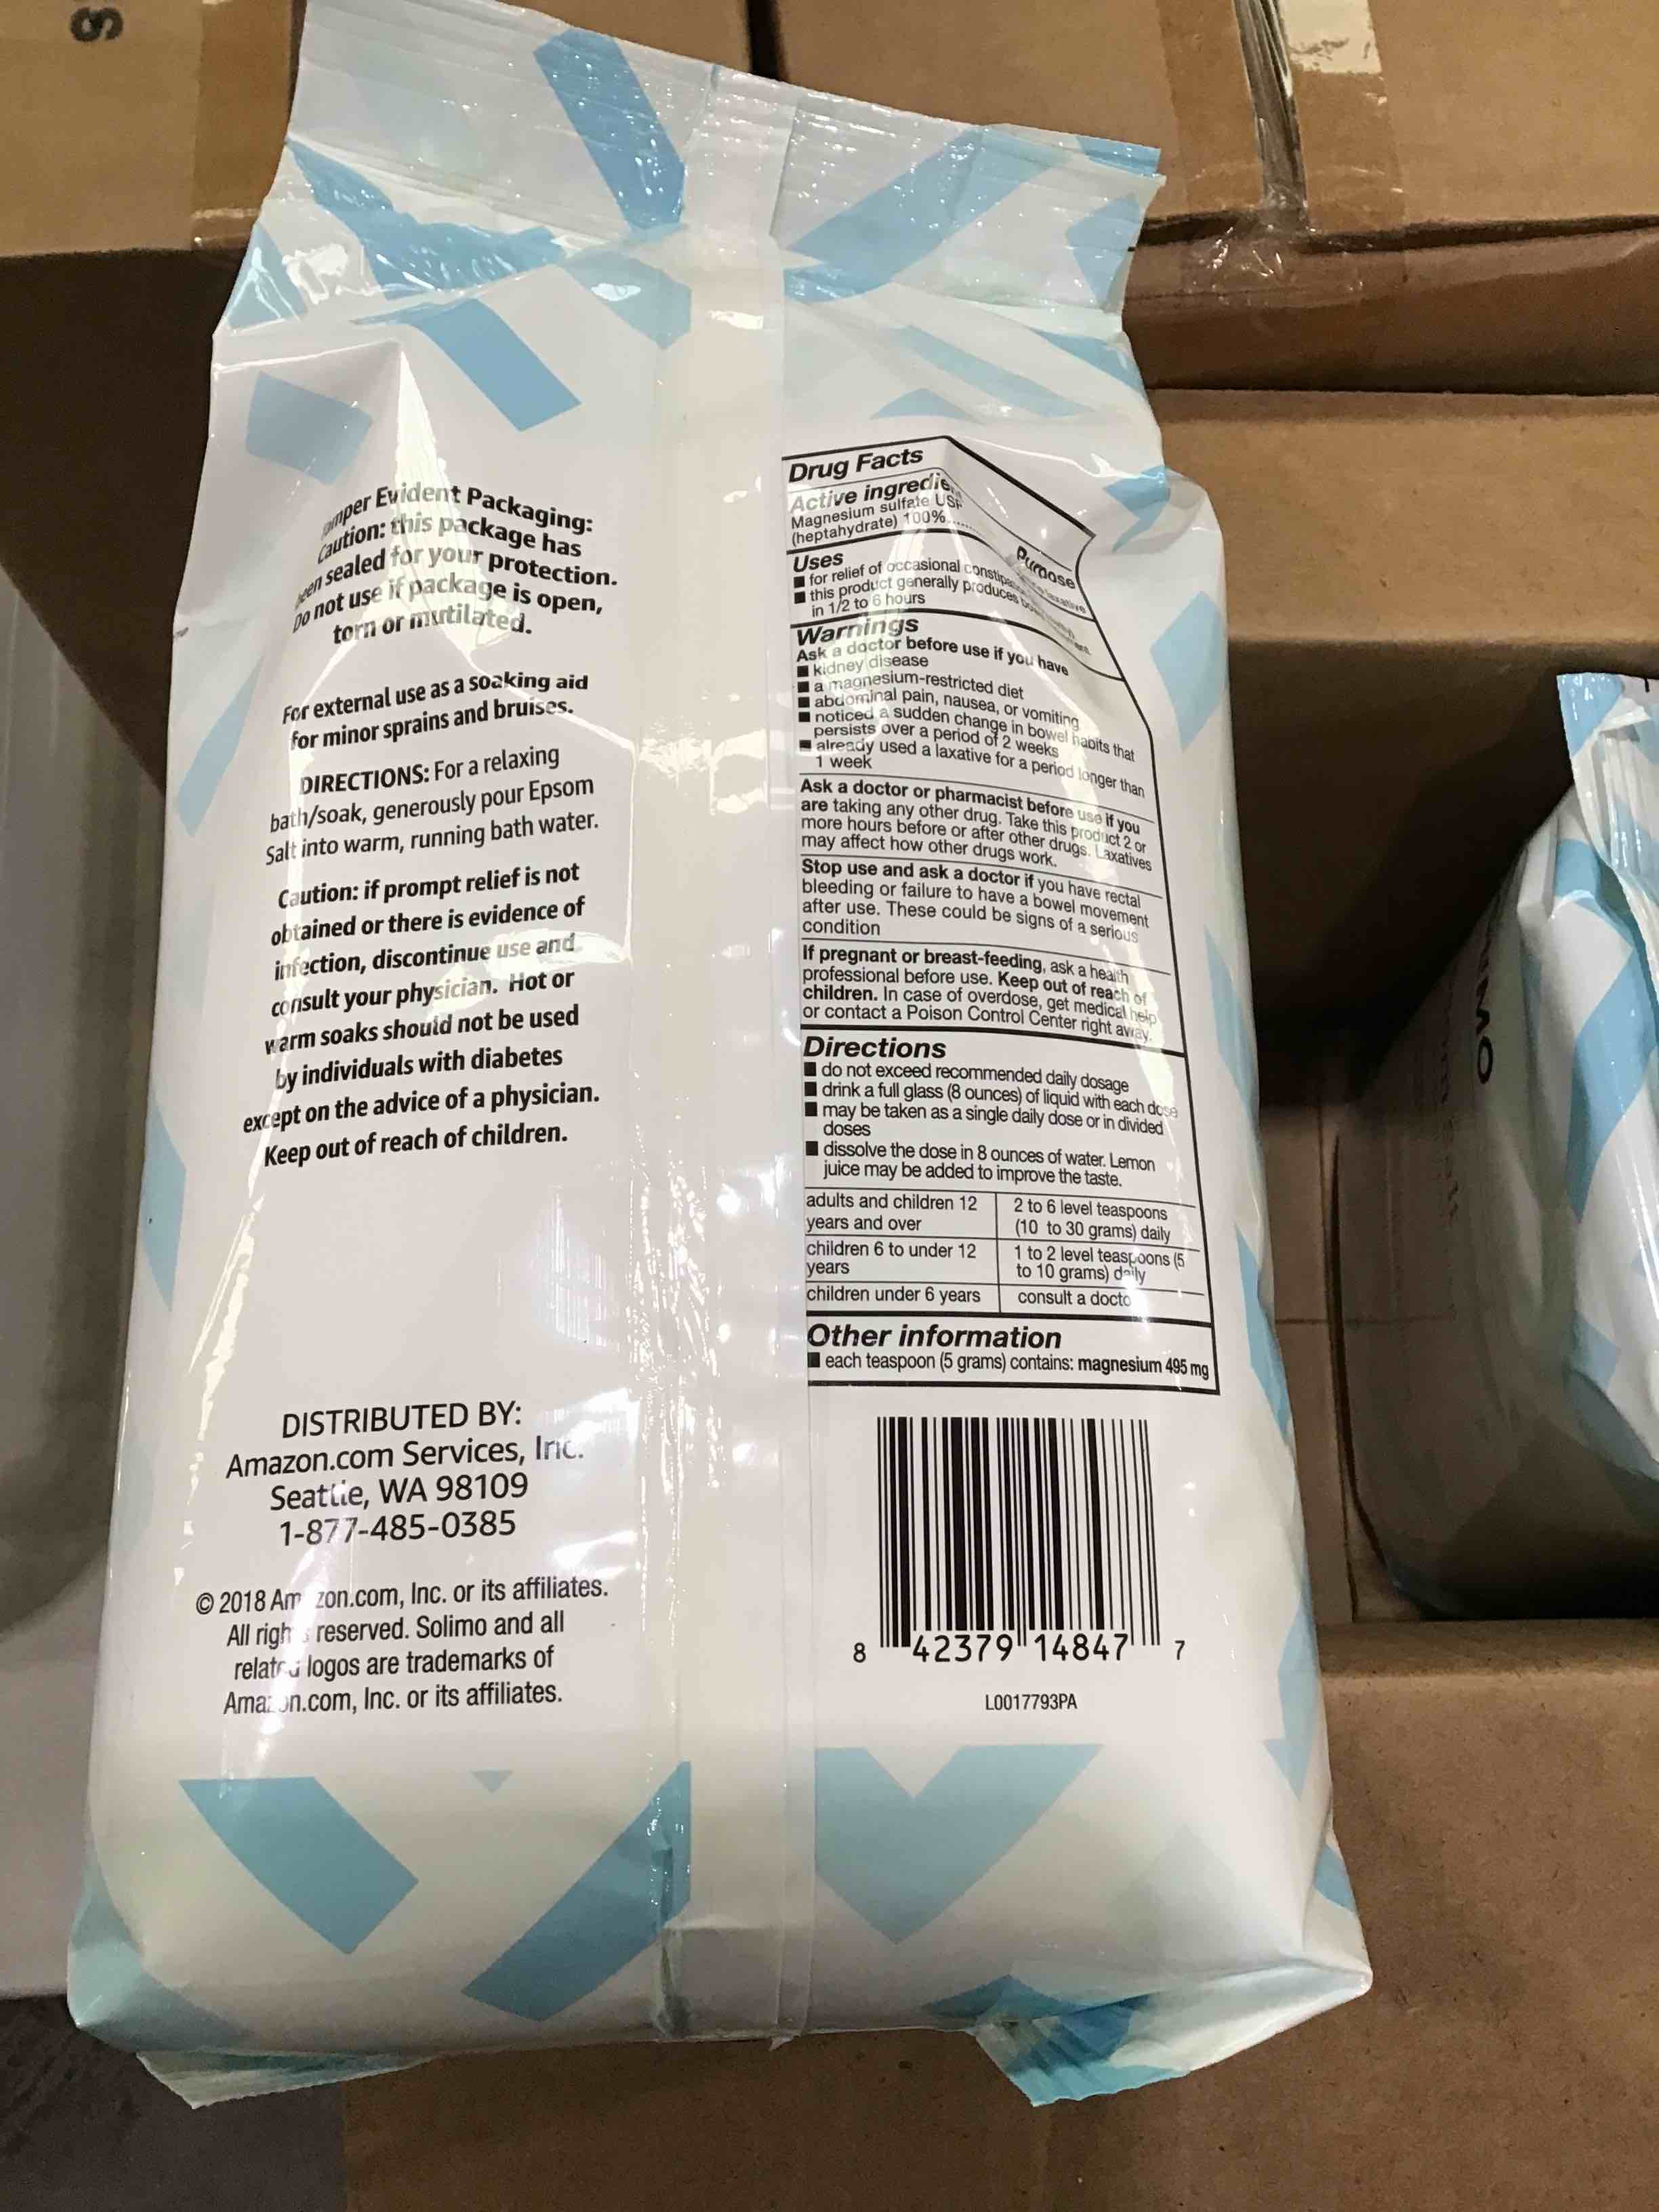 S
Evident Packaging:
Caution: this package has
been sealed for your protection.
Do not use if package is open,
torn or mutilated.
For external use as a soaking aid
for minor sprains and bruises.
DIRECTIONS: For a relaxing
bath/soak, generously pour Epsom
Salt into warm, running bath water.
Caution: if prompt relief is not
obtained or there is evidence of
infection, discontinue use and
consult your physician. Hot or
warm soaks should not be used
by individuals with diabetes
except on the advice of a physician.
Keep out of reach of children.
DISTRIBUTED BY:
Amazon.com Services, Inc.
Seattle, WA 98109
1-877-485-0385
© 2018 Amazon.com, Inc. or its affiliates.
All rights reserved. Solimo and all
related logos are trademarks of
Amazon.com, Inc. or its affiliates.
Drug Facts
Active
Magnesium sulfate USP
(heptahydrate) 100%
Purpose
laxative
Uses
■ for relief of occasional
■ this product generally produces
in 1/2 to 6 hours
Warnings
Ask a doctor before use if you have
■ kidney disease
■ a magnesium-restricted diet
■ abdominal pain, nausea, or vomiting
■ noticed a sudden change in bowel habits that
persists over a period of 2 weeks
■ already used a laxative for a period longer than
1 week
Ask a doctor or pharmacist before use if you
are taking any other drug. Take this product 2 or
more hours before or after other drugs. Laxatives
may affect how other drugs work.
Stop use and ask a doctor if you have rectal
bleeding or failure to have a bowel movement
after use. These could be signs of a serious
condition
If pregnant or breast-feeding, ask a health
professional before use. Keep out of reach of
children. In case of overdose, get medical help
or contact a Poison Control Center right away.
Directions
■ do not exceed recommended daily dosage
■ drink a full glass (8 ounces) of liquid with each dose
■ may be taken as a single daily dose or in divided
doses
■ dissolve the dose in 8 ounces of water. Lemon
juice may be added to improve the taste.
adults and children 12 2 to 6 level teaspoons
years and over (10 to 30 grams) daily
children 6 to under 12 1 to 2 level teaspoons (5
years to 10 grams) daily
children under 6 years consult a docto
Other information
■ each teaspoon (5 grams) contains: magnesium 495 mg
8 42379 14847 7
L0017793PA